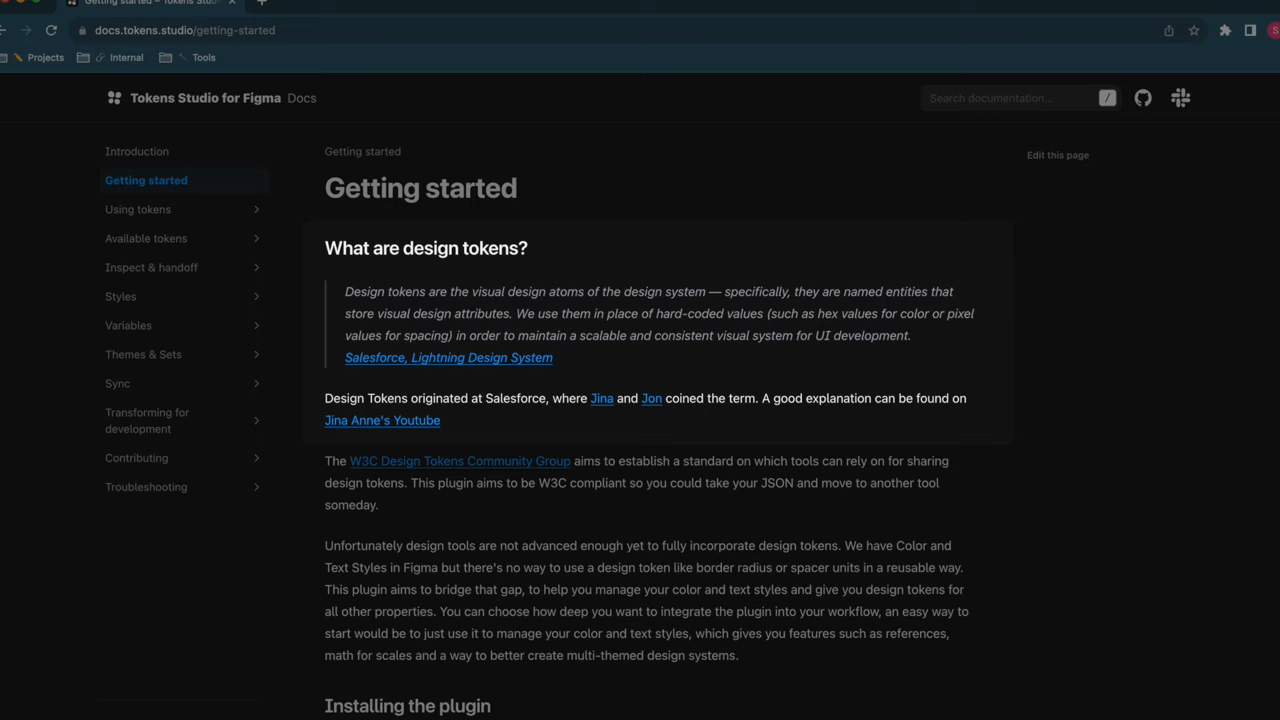 Getting started – Tokens Stud
docs.tokens.studio/getting-started
S
Projects
Internal
Tools
Tokens Studio for Figma Docs
Search documentation...
/
Introduction
Getting started
Using tokens
Available tokens
Inspect & handoff
Styles
Variables
Themes & Sets
Sync
Transforming for
development
Contributing
Troubleshooting
Getting started
Getting started
What are design tokens?
Design tokens are the visual design atoms of the design system — specifically, they are named entities that
store visual design attributes. We use them in place of hard-coded values (such as hex values for color or pixel
values for spacing) in order to maintain a scalable and consistent visual system for UI development.
Salesforce, Lightning Design System
Design Tokens originated at Salesforce, where Jina and Jon coined the term. A good explanation can be found on
Jina Anne's Youtube
The W3C Design Tokens Community Group aims to establish a standard on which tools can rely on for sharing
design tokens. This plugin aims to be W3C compliant so you could take your JSON and move to another tool
someday.
Unfortunately design tools are not advanced enough yet to fully incorporate design tokens. We have Color and
Text Styles in Figma but there's no way to use a design token like border radius or spacer units in a reusable way.
This plugin aims to bridge that gap, to help you manage your color and text styles and give you design tokens for
all other properties. You can choose how deep you want to integrate the plugin into your workflow, an easy way to
start would be to just use it to manage your color and text styles, which gives you features such as references,
math for scales and a way to better create multi-themed design systems.
Installing the plugin
Edit this page